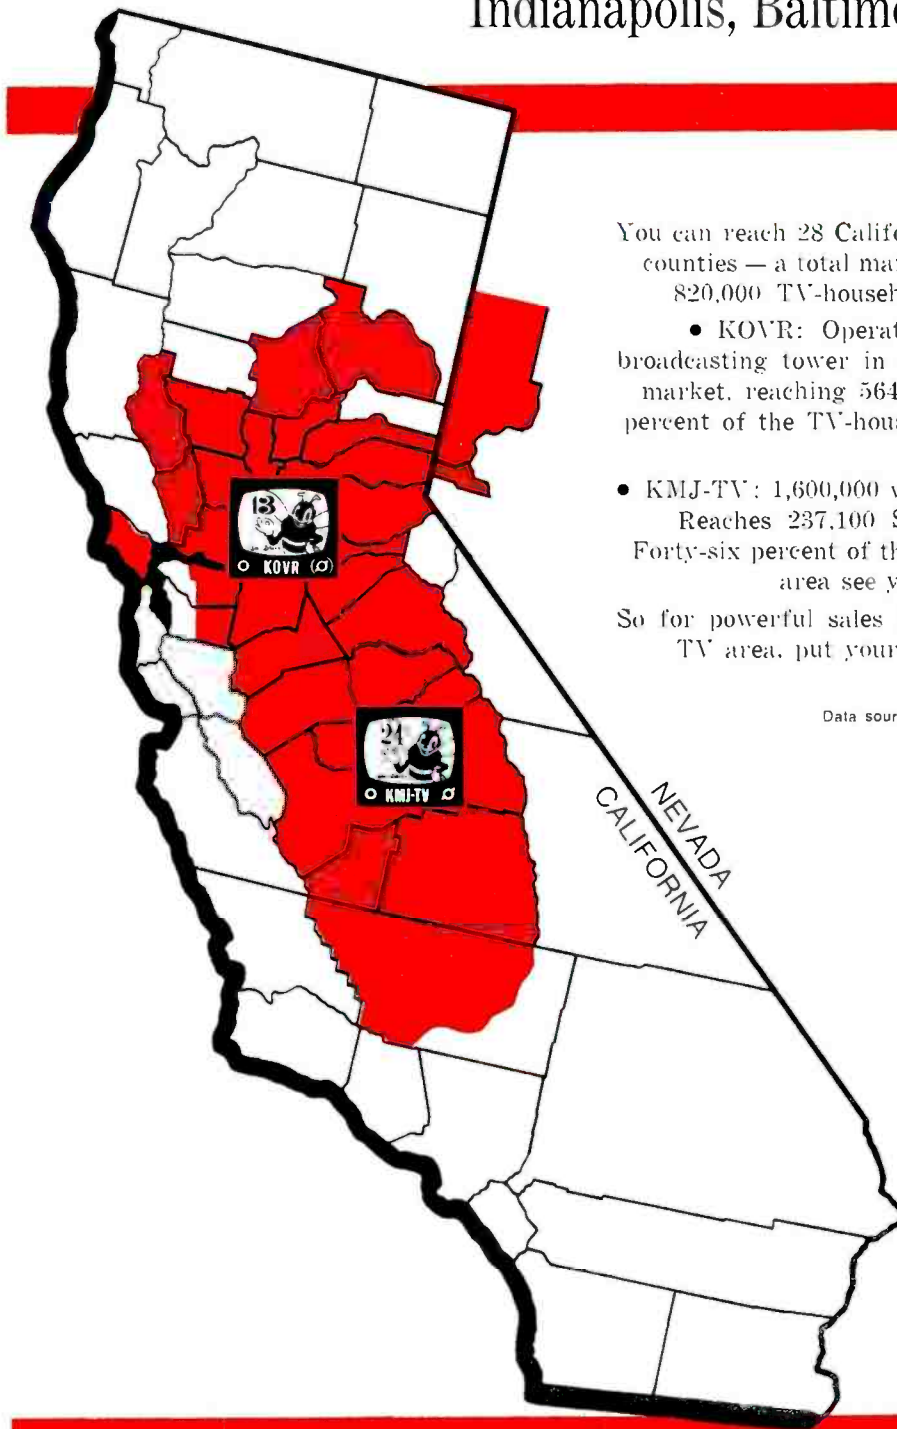 Indianapolis, Baltim
You can reach 28 Calif
counties — a total ma
820,000 TV-househ
• KOVR: Operat
broadcasting tower in
market, reaching 564
percent of the TV-hou
• KMJ-TV: 1,600,000
Reaches 237,100 S
Forty-six percent of th
area see y
So for powerful sales
TV area, put your
Data sour
13
KOVR
24
KMJ-TV
NEVADA
CALIFORNIA